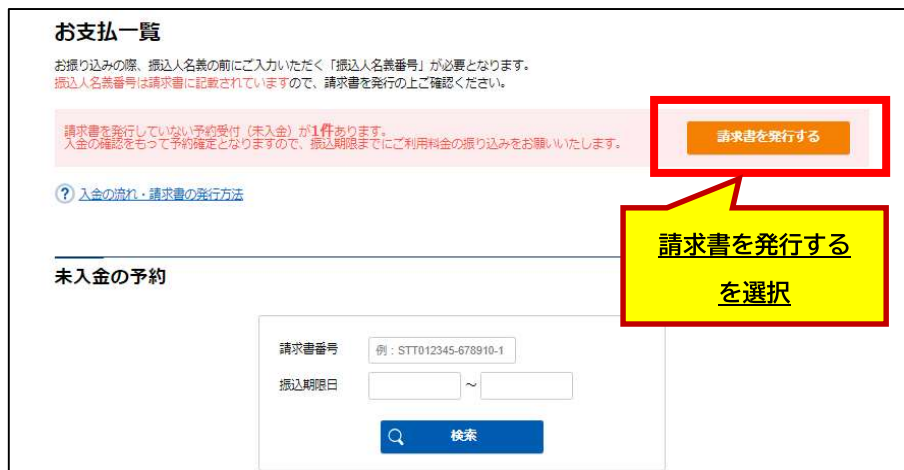 お支払一覧
お振り込みの際、振込人名義の前にご入力いただく「振込人名義番号」が必要となります。
振込人名義番号は請求書に記載されていますので、請求書を発行の上ご確認ください。
請求書を発行していない予約受付（未入金）が1件あります。
入金の確認をもって予約確定となりますので、振込期限までにご利用料金の振り込みをお願いいたします。
請求書を発行する
? 入金の流れ・請求書の発行方法
請求書を発行する
を選択
未入金の予約
請求書番号 例：STT012345-678910-1
振込期限日 ～
検索